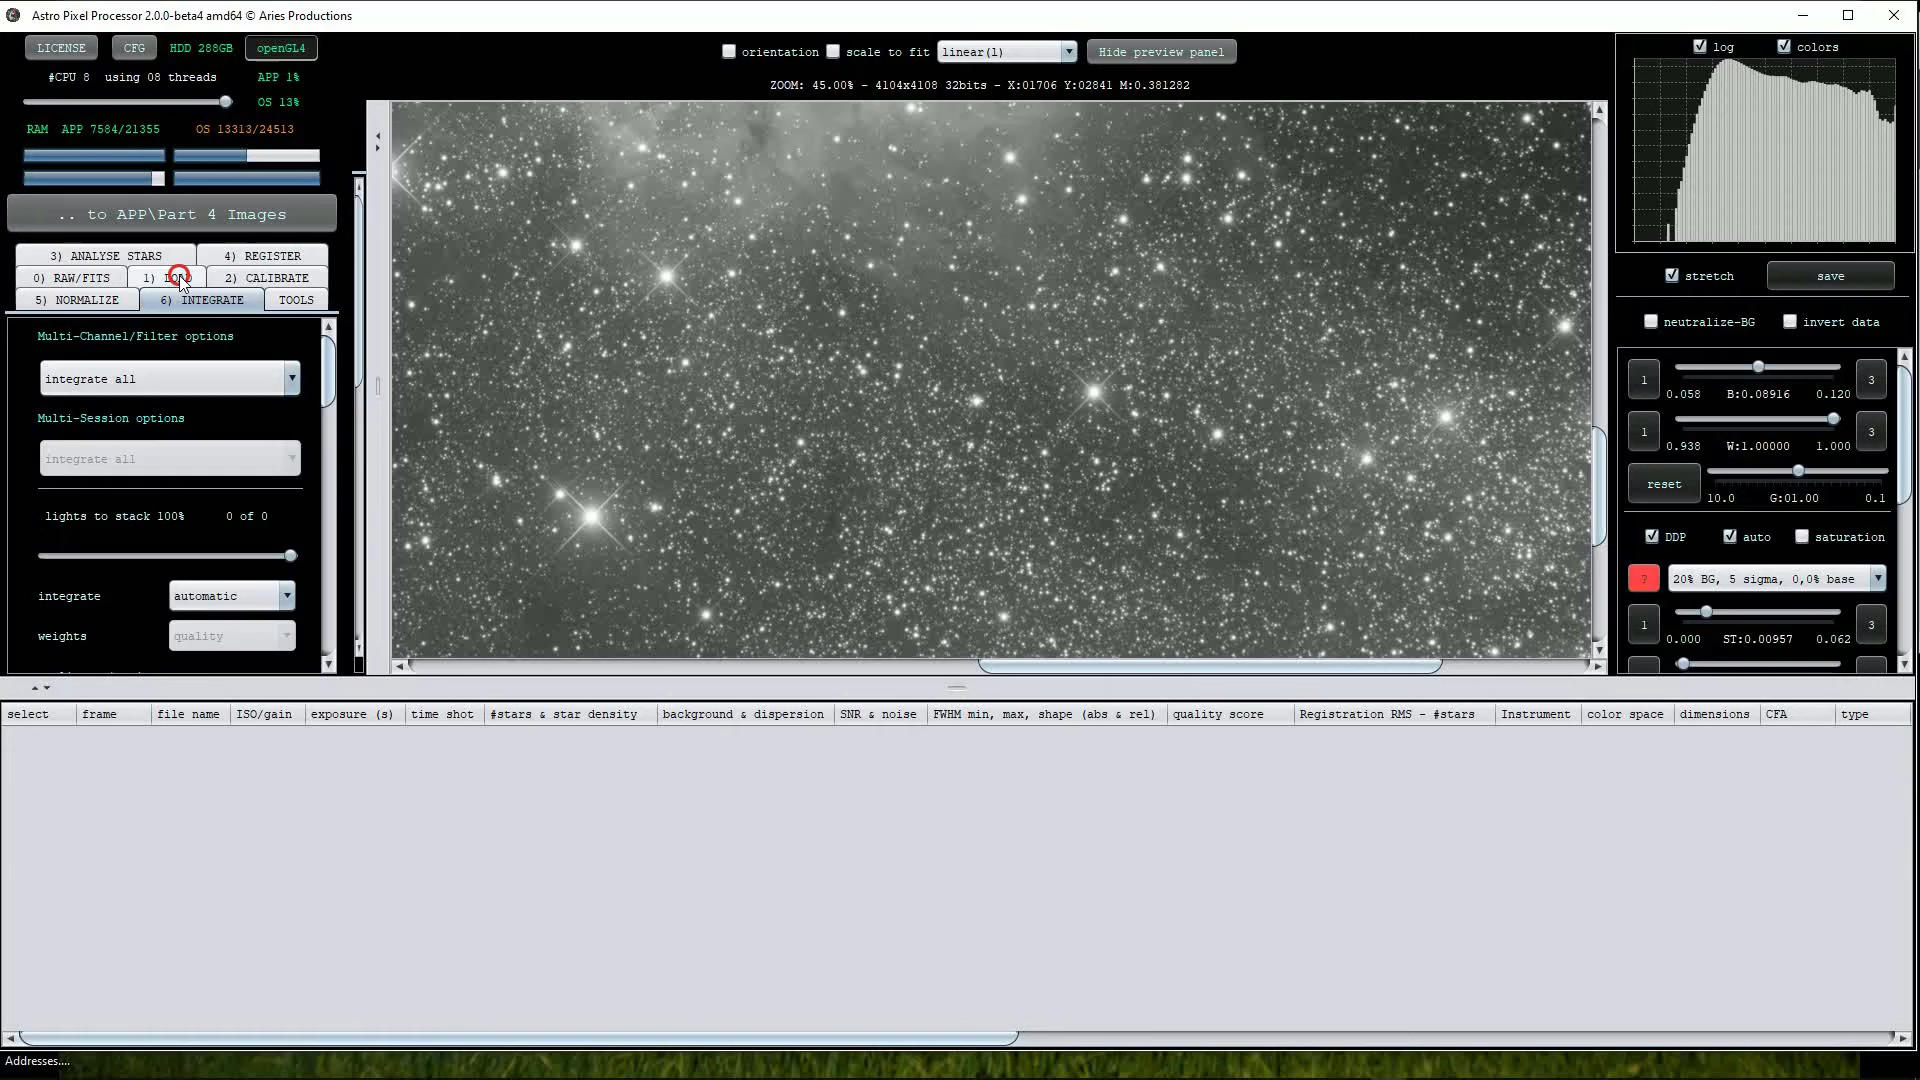 Astro Pixel Processor 2.0.0-beta4 amd64 © Aries Productions
LICENSE CFG HDD 288GB openGL4
#CPU 8 using 08 threads APP 1%
OS 13%
RAM APP 7584/21355 OS 13313/24513
.. to APP\Part 4 Images
3) ANALYSE STARS 4) REGISTER
0) RAW/FITS 1) 2) CALIBRATE
5) NORMALIZE 6) INTEGRATE TOOLS
Multi-Channel/Filter options
integrate all
Multi-Session options
integrate all
lights to stack 100% 0 of 0
integrate automatic
weights quality
orientation scale to fit linear(l) Hide preview panel
ZOOM: 45.00% - 4104x4108 32bits - X:01706 Y:02841 M:0.381282
log colors
stretch save
neutralize-BG invert data
1 3
0.058 B:0.08916 0.120
1 3
0.938 W:1.00000 1.000
reset
10.0 G:01.00 0.1
DDP auto saturation
? 20% BG, 5 sigma, 0,0% base
1 3
0.000 ST:0.00957 0.062
select frame file name ISO/gain exposure (s) time shot #stars & star density background & dispersion SNR & noise FWHM min, max, shape (abs & rel) quality score Registration RMS - #stars Instrument color space dimensions CFA type
Addresses....